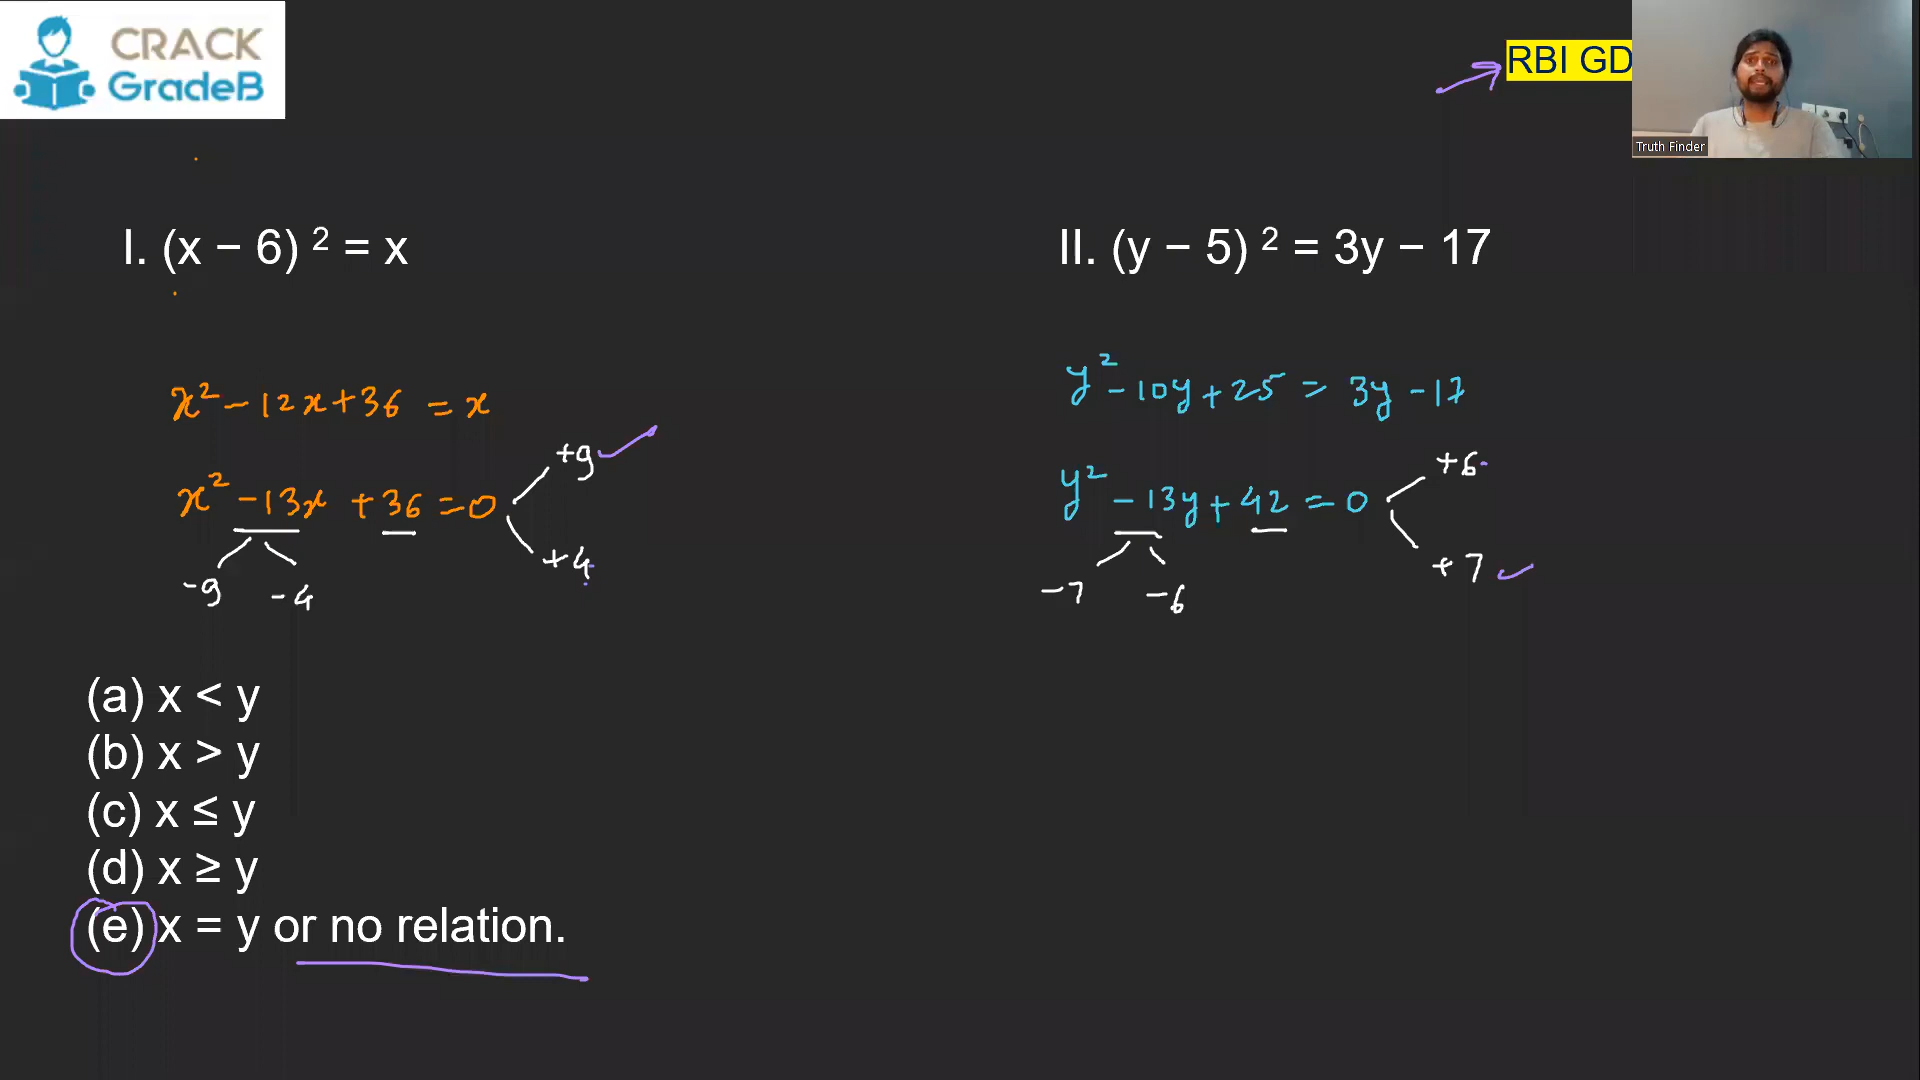 CRACK
GradeB
RBI GD
Truth Finder
I. (x − 6) ² = x
II. (y − 5) ² = 3y − 17
x² - 12x + 36 = x
y² - 10y + 25 = 3y - 17
+9
+6
x² - 13x + 36 = 0
y² - 13y + 42 = 0
+4
+7
-9 -4
-7 -6
(a) x < y
(b) x > y
(c) x ≤ y
(d) x ≥ y
(e) x = y or no relation.